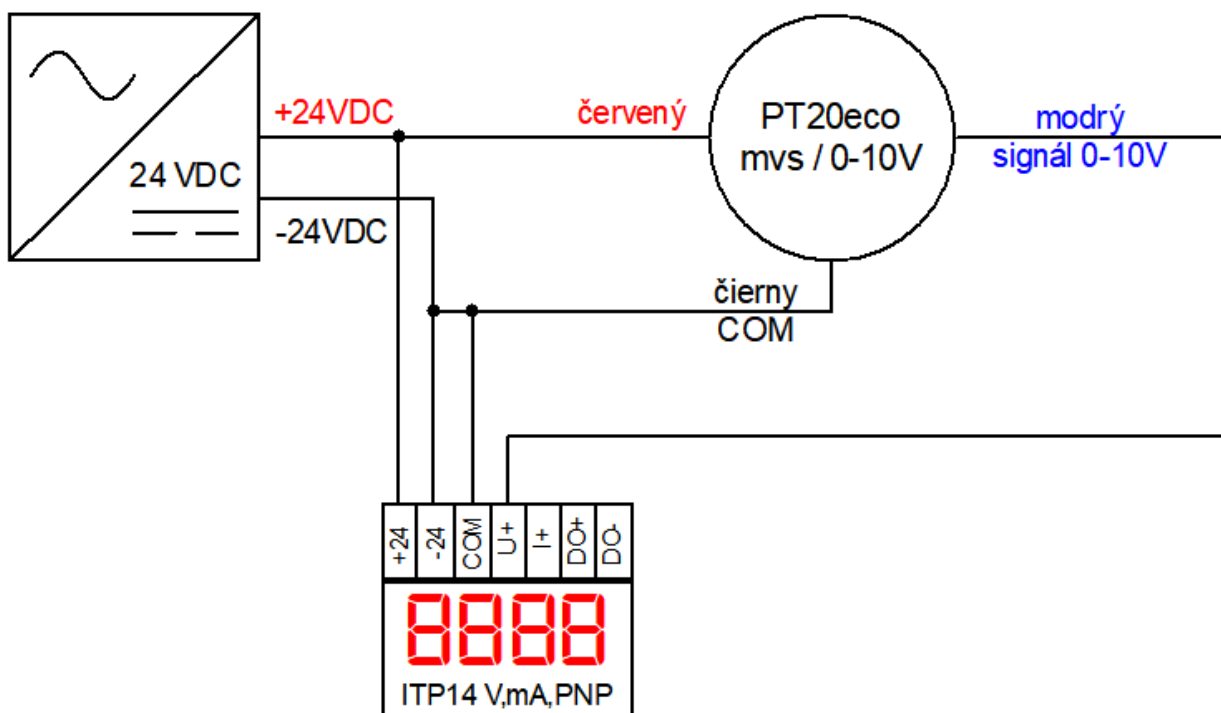 +24VDC
červený
PT20eco
mvs / 0-10V
modrý
signál 0-10V
24 VDC
-24VDC
čierny
COM
+24
-24
COM
U+
I+
DO+
DO-
8888
ITP14 V,mA,PNP